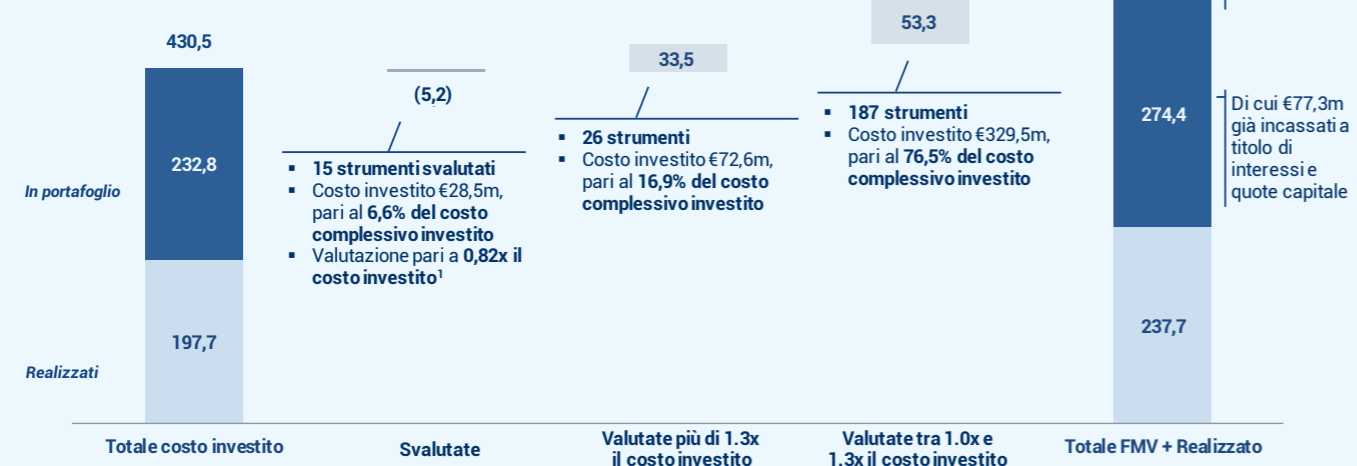 430,5
232,8
197,7
In portafoglio
Realizzati
Totale costo investito
(5,2)
▪ 15 strumenti svalutati
▪ Costo investito €28,5m,
pari al 6,6% del costo
complessivo investito
▪ Valutazione pari a 0,82x il
costo investito¹
Svalutate
33,5
▪ 26 strumenti
▪ Costo investito €72,6m,
pari al 16,9% del costo
complessivo investito
Valutate più di 1.3x
il costo investito
53,3
▪ 187 strumenti
▪ Costo investito €329,5m,
pari al 76,5% del costo
complessivo investito
Valutate tra 1.0x e
1.3x il costo investito
274,4
237,7
Totale FMV + Realizzato
Di cui €77,3m
già incassati a
titolo di
interessi e
quote capitale